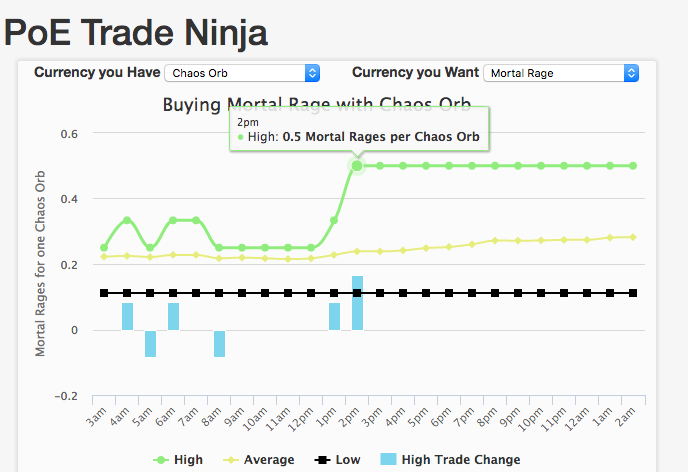 PoE Trade Ninja
Currency you Have Chaos Orb Currency you Want Mortal Rage
Buying Mortal Rage with Chaos Orb
2pm
High: 0.5 Mortal Rages per Chaos Orb
Mortal Rages for one Chaos Orb
0.6
0.4
0.2
0
-0.2
3am 4am 5am 6am 7am 8am 9am 10am 11am 12pm 1pm 2pm 3pm 4pm 5pm 6pm 7pm 8pm 9pm 10pm 11pm 12am 1am 2am
High Average Low High Trade Change